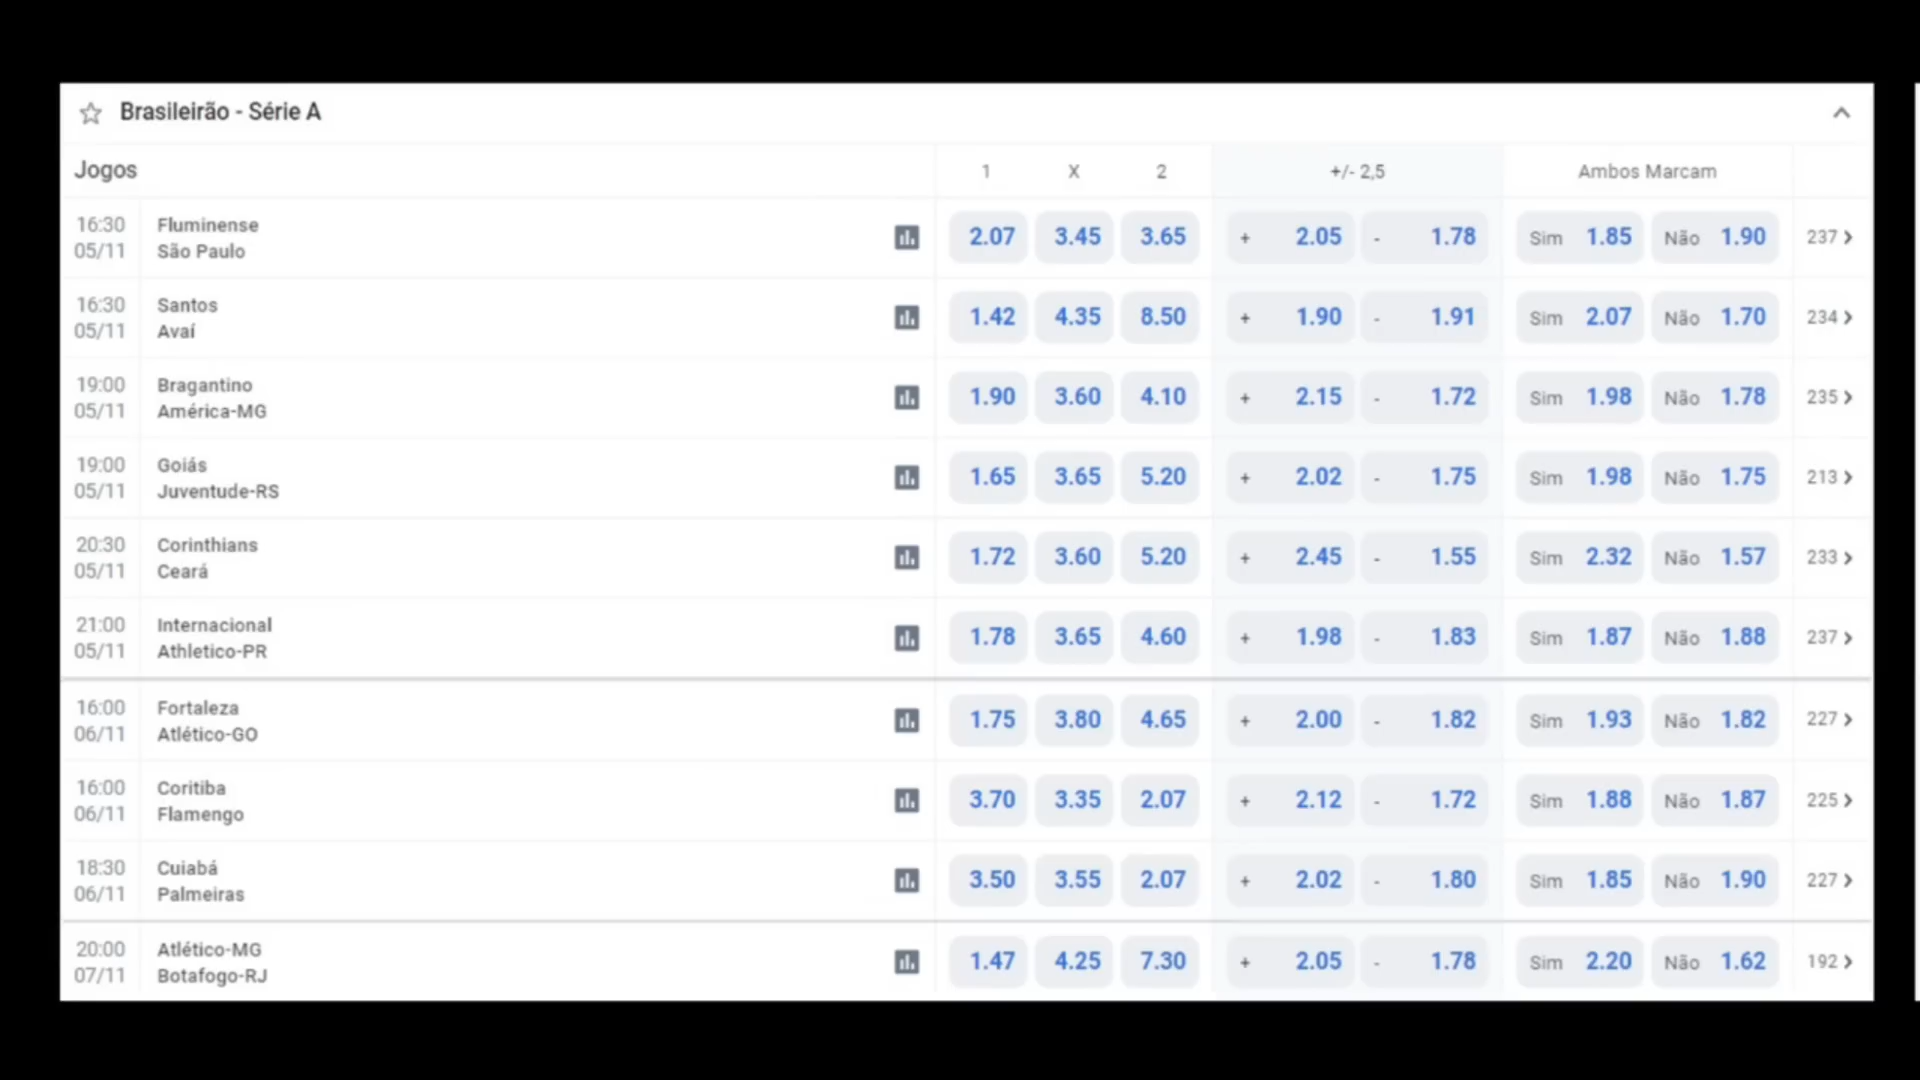 Brasileirão - Série A
Jogos 1 X 2 +/- 2,5 Ambos Marcam
16:30 Fluminense
05/11 São Paulo
2.07 3.45 3.65 + 2.05 - 1.78 Sim 1.85 Não 1.90 237
16:30 Santos
05/11 Avaí
1.42 4.35 8.50 + 1.90 - 1.91 Sim 2.07 Não 1.70 234
19:00 Bragantino
05/11 América-MG
1.90 3.60 4.10 + 2.15 - 1.72 Sim 1.98 Não 1.78 235
19:00 Goiás
05/11 Juventude-RS
1.65 3.65 5.20 + 2.02 - 1.75 Sim 1.98 Não 1.75 213
20:30 Corinthians
05/11 Ceará
1.72 3.60 5.20 + 2.45 - 1.55 Sim 2.32 Não 1.57 233
21:00 Internacional
05/11 Athletico-PR
1.78 3.65 4.60 + 1.98 - 1.83 Sim 1.87 Não 1.88 237
16:00 Fortaleza
06/11 Atlético-GO
1.75 3.80 4.65 + 2.00 - 1.82 Sim 1.93 Não 1.82 227
16:00 Coritiba
06/11 Flamengo
3.70 3.35 2.07 + 2.12 - 1.72 Sim 1.88 Não 1.87 225
18:30 Cuiabá
06/11 Palmeiras
3.50 3.55 2.07 + 2.02 - 1.80 Sim 1.85 Não 1.90 227
20:00 Atlético-MG
07/11 Botafogo-RJ
1.47 4.25 7.30 + 2.05 - 1.78 Sim 2.20 Não 1.62 192